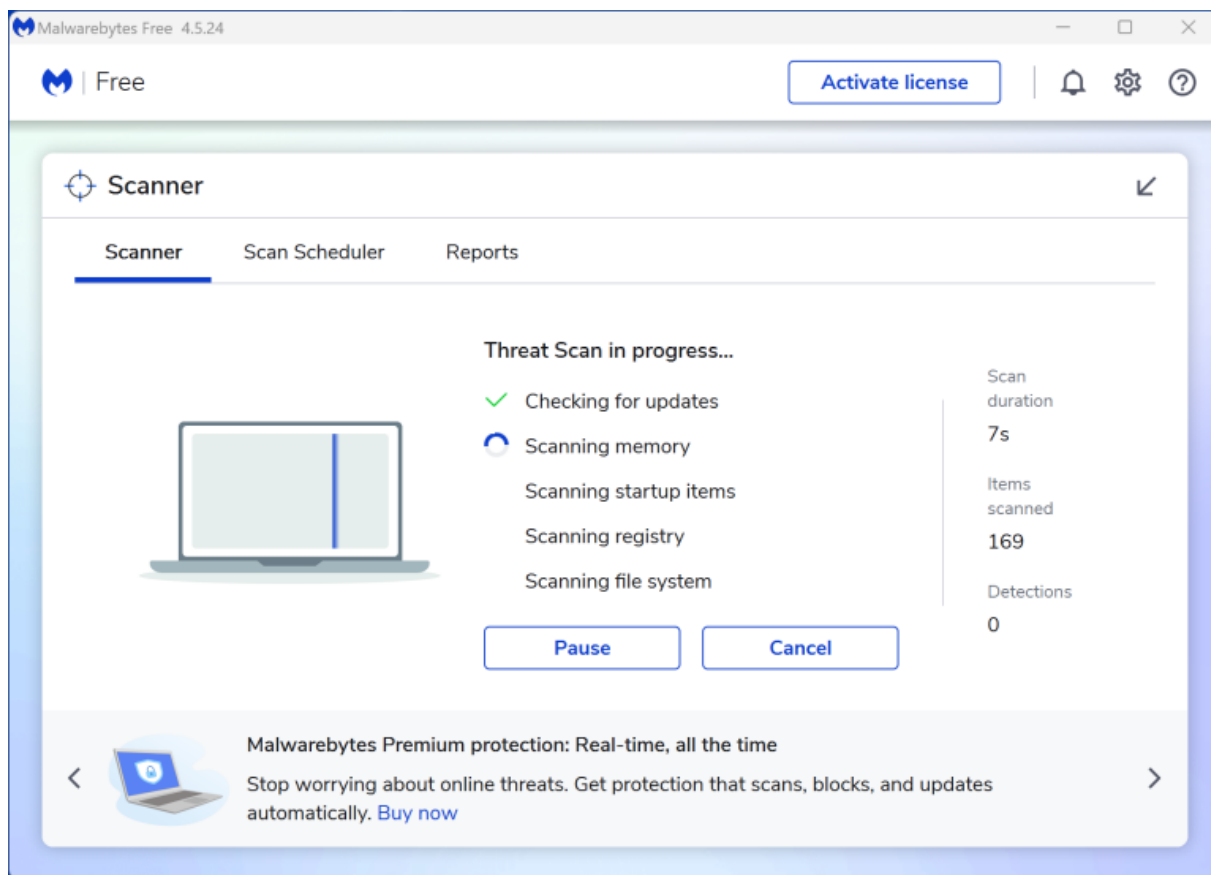 Malwarebytes Free 4.5.24
Free
Activate license
Scanner
Scanner
Scan Scheduler
Reports
Threat Scan in progress...
Checking for updates
Scanning memory
Scanning startup items
Scanning registry
Scanning file system
Pause
Cancel
Scan
duration
7s
Items
scanned
169
Detections
0
Malwarebytes Premium protection: Real-time, all the time
Stop worrying about online threats. Get protection that scans, blocks, and updates
automatically. Buy now